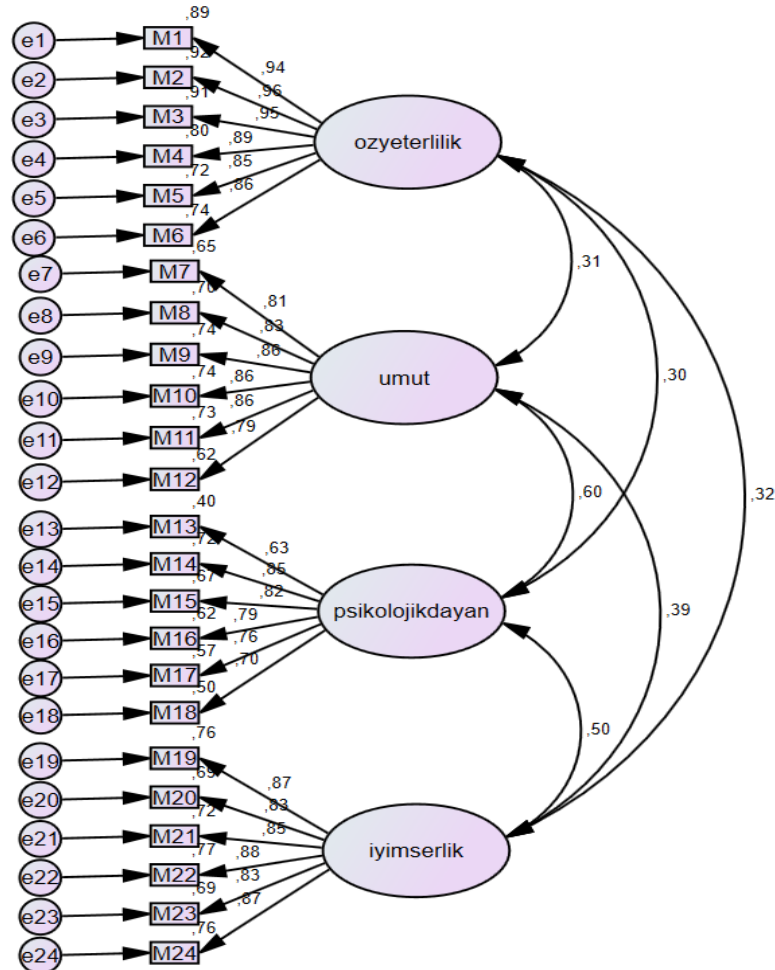 ,89
e1 M1
,92 ,94
e2 M2
,91 ,96
e3 M3 ,95
,80 ozyeterlilik
e4 M4 ,89
,72 ,85
e5 M5 ,86
,74
e6 M6
,65 ,31
e7 M7
,70 ,81
e8 M8 ,83
,74
e9 M9 ,86
,74 umut ,30
e10 M10 ,86
,73 ,86
e11 M11 ,79
,62
e12 M12
,40 ,60 ,32
e13 M13
,72 ,63
e14 M14 ,85
,67
e15 M15 ,82
,62 psikolojikdayan ,39
e16 M16 ,79
,57 ,76
e17 M17 ,70
,50
e18 M18
,76 ,50
e19 M19
,69 ,87
e20 M20 ,83
,72
e21 M21 ,85
,77 iyimserlik
e22 M22 ,88
,69 ,83
e23 M23 ,87
,76
e24 M24